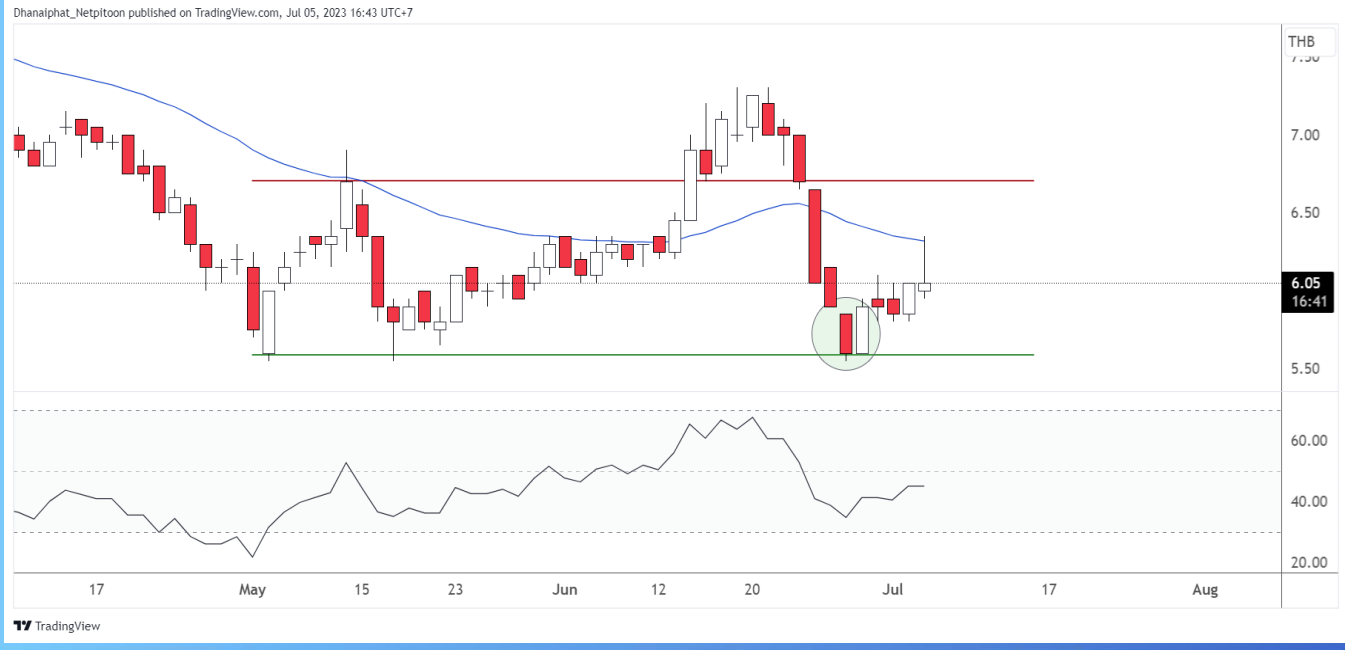 Dhanaiphat_Netpitoon published on TradingView.com, Jul 05, 2023 16:43 UTC+7
THB
7.50
7.00
6.50
6.05
16:41
5.50
60.00
40.00
20.00
17 May 15 23 Jun 12 20 Jul 17 Aug
TradingView